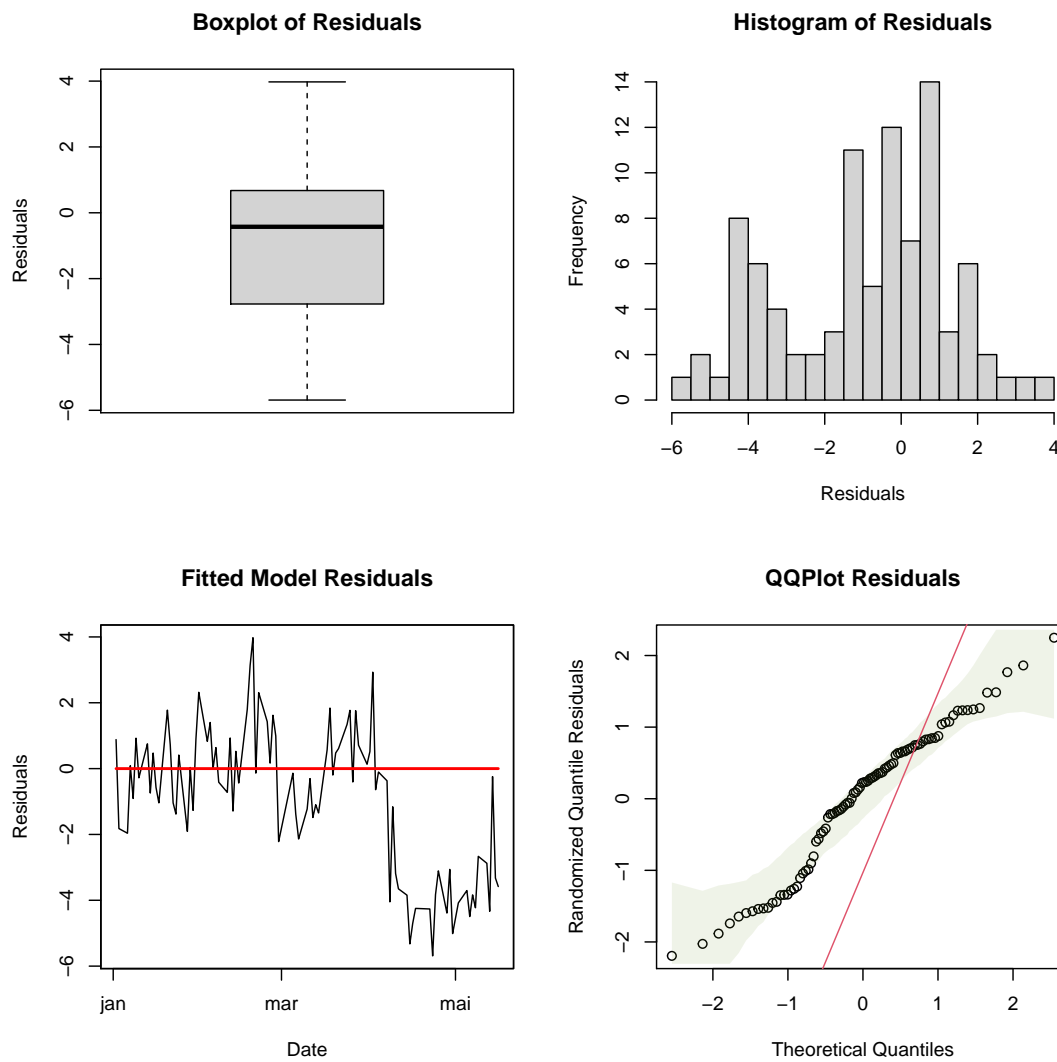 Boxplot of Residuals
Residuals
4
2
0
−2
−4
−6
Histogram of Residuals
Frequency
14
12
10
8
6
4
2
0
−6 −4 −2 0 2 4
Residuals
Fitted Model Residuals
Residuals
4
2
0
−2
−4
−6
jan mar mai
Date
QQPlot Residuals
Randomized Quantile Residuals
2
1
0
−1
−2
−2 −1 0 1 2
Theoretical Quantiles